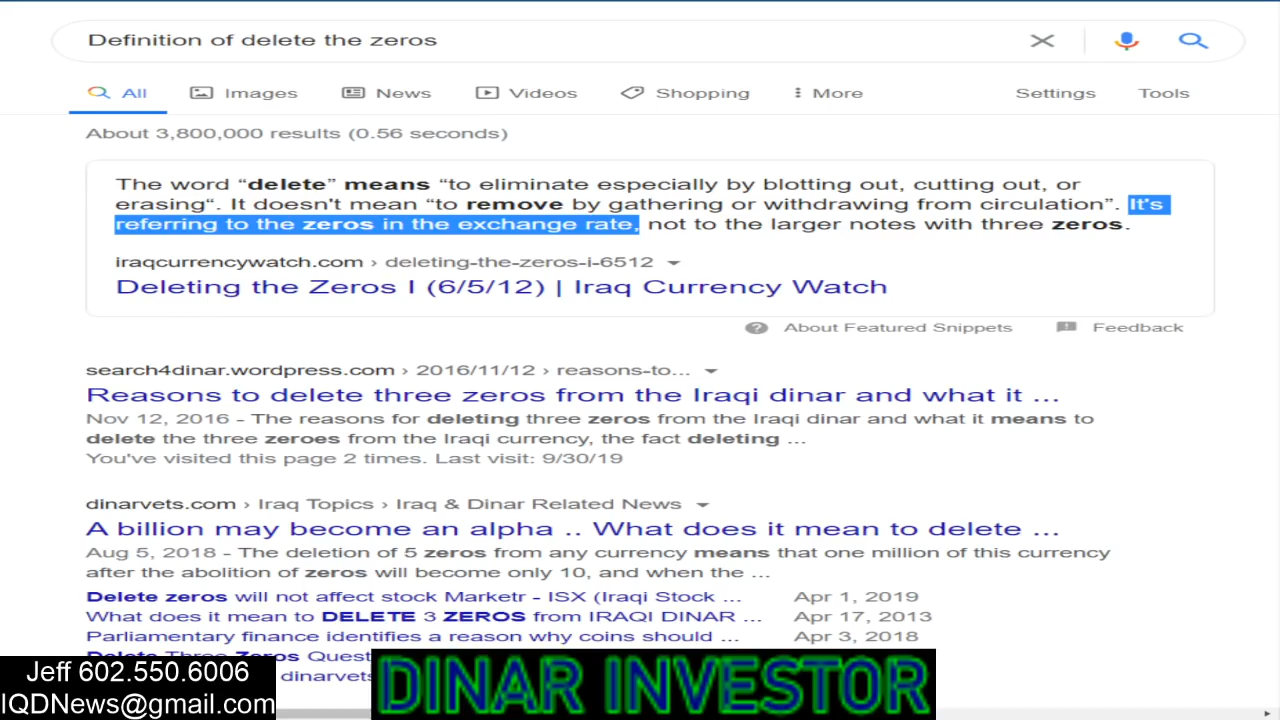 Definition of delete the zeros
All Images News Videos Shopping More Settings Tools
About 3,800,000 results (0.56 seconds)
The word “delete” means “to eliminate especially by blotting out, cutting out, or
erasing“. It doesn't mean “to remove by gathering or withdrawing from circulation”. It's
referring to the zeros in the exchange rate, not to the larger notes with three zeros.
iraqcurrencywatch.com › deleting-the-zeros-i-6512
Deleting the Zeros I (6/5/12) | Iraq Currency Watch
About Featured Snippets Feedback
search4dinar.wordpress.com › 2016/11/12 › reasons-to...
Reasons to delete three zeros from the Iraqi dinar and what it ...
Nov 12, 2016 - The reasons for deleting three zeros from the Iraqi dinar and what it means to
delete the three zeroes from the Iraqi currency, the fact deleting ...
You've visited this page 2 times. Last visit: 9/30/19
dinarvets.com › Iraq Topics › Iraq & Dinar Related News
A billion may become an alpha .. What does it mean to delete ...
Aug 5, 2018 - The deletion of 5 zeros from any currency means that one million of this currency
after the abolition of zeros will become only 10, and when the ...
Delete zeros will not affect stock Marketr - ISX (Iraqi Stock ... Apr 1, 2019
What does it mean to DELETE 3 ZEROS from IRAQI DINAR ... Apr 17, 2013
Parliamentary finance identifies a reason why coins should ... Apr 3, 2018
Delete Three Zeros
dinarvets
Jeff 602.550.6006
IQDNews@gmail.com
DINAR INVESTOR